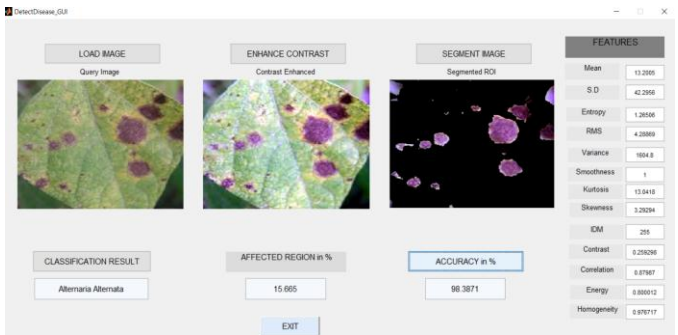 DetectDisease_GUI
LOAD IMAGE
ENHANCE CONTRAST
SEGMENT IMAGE
FEATURES
Query Image
Contrast Enhanced
Segmented ROI
Mean 13.2005
S.D 42.2956
Entropy 1.26506
RMS 4.28869
Variance 1604.8
Smoothness 1
Kurtosis 13.0418
Skewness 3.29294
IDM 255
Contrast 0.259296
Correlation 0.87987
Energy 0.800012
Homogeneity 0.976717
CLASSIFICATION RESULT
AFFECTED REGION in %
ACCURACY in %
Alternaria Alternata
15.665
98.3871
EXIT